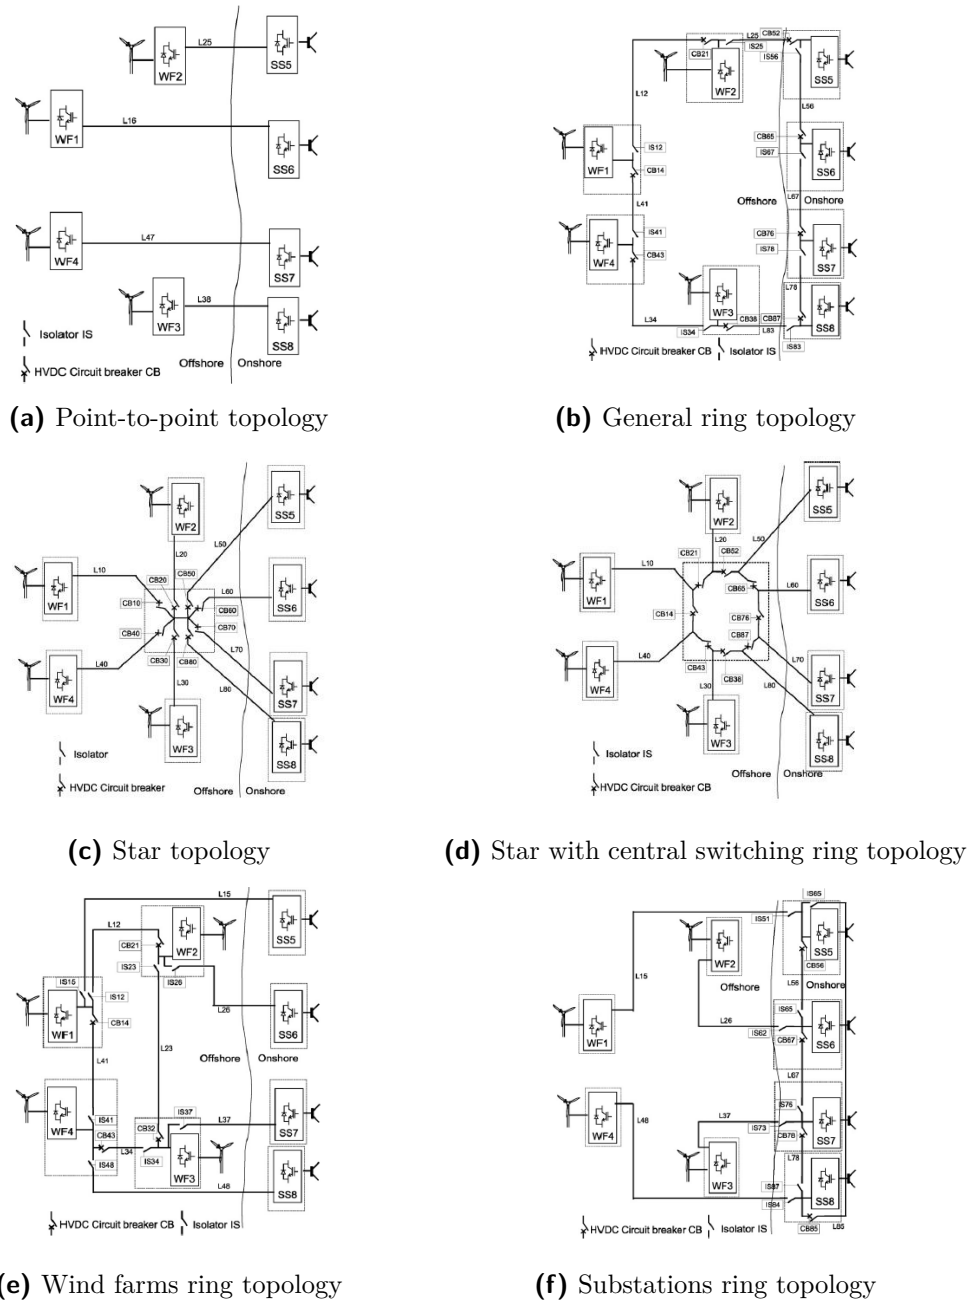 L25
WF2
SS5
L16
WF1
SS6
L47
WF4
SS7
L38
WF3
SS8
Isolator IS
Offshore Onshore
HVDC Circuit breaker CB
(a) Point-to-point topology
CB52
L25
IS25
CB21
IS56
SS5
WF2
L12
L56
CB65
IS12
IS67
SS6
WF1
CB14
L67
L41
Offshore Onshore
IS41
CB76
WF4
CB43
IS78
SS7
WF3
L78
CB38
CB87
L34
SS8
IS34
L83
IS83
HVDC Circuit breaker CB Isolator IS
(b) General ring topology
WF2
SS5
L50
L20
L10
CB20
CB50
L60
WF1
CB10
CB60
SS6
CB40
CB70
L40
CB30
CB80
L70
WF4
L30
L80
SS7
WF3
Isolator
SS8
HVDC Circuit breaker
Offshore Onshore
(c) Star topology
WF2
SS5
L50
L20
CB52
CB21
L10
CB65
L60
WF1
CB14
CB76
SS6
CB87
L40
CB43
CB38
L70
WF4
L30
L80
SS7
WF3
Isolator IS
SS8
Offshore Onshore
HVDC Circuit breaker CB
(d) Star with central switching ring topology
L15
L12
SS5
CB21
WF2
IS23
IS15
IS26
IS12
WF1
CB14
L26
SS6
L23
L41
Offshore Onshore
IS41
IS37
WF4
CB43
CB32
L37
SS7
L34
IS34
IS48
WF3
L48
SS8
HVDC Circuit breaker CB Isolator IS
(e) Wind farms ring topology
IS65
IS51
WF2
SS5
CB56
L15
L56
Offshore
Onshore
IS65
WF1
L26
IS62
SS6
CB67
L67
IS76
WF4
L48
L37
IS73
CB78
SS7
L78
WF3
IS87
SS8
IS84
CB85
L85
HVDC Circuit breaker CB Isolator IS
(f) Substations ring topology